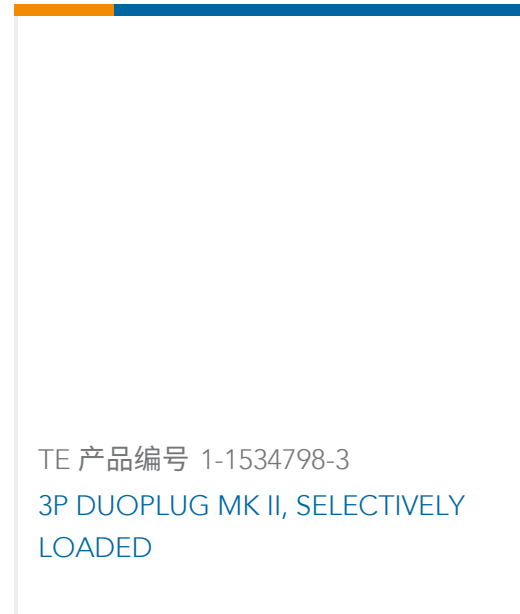 TE 产品编号 1-1534798-3
3P DUOPLUG MK II, SELECTIVELY
LOADED